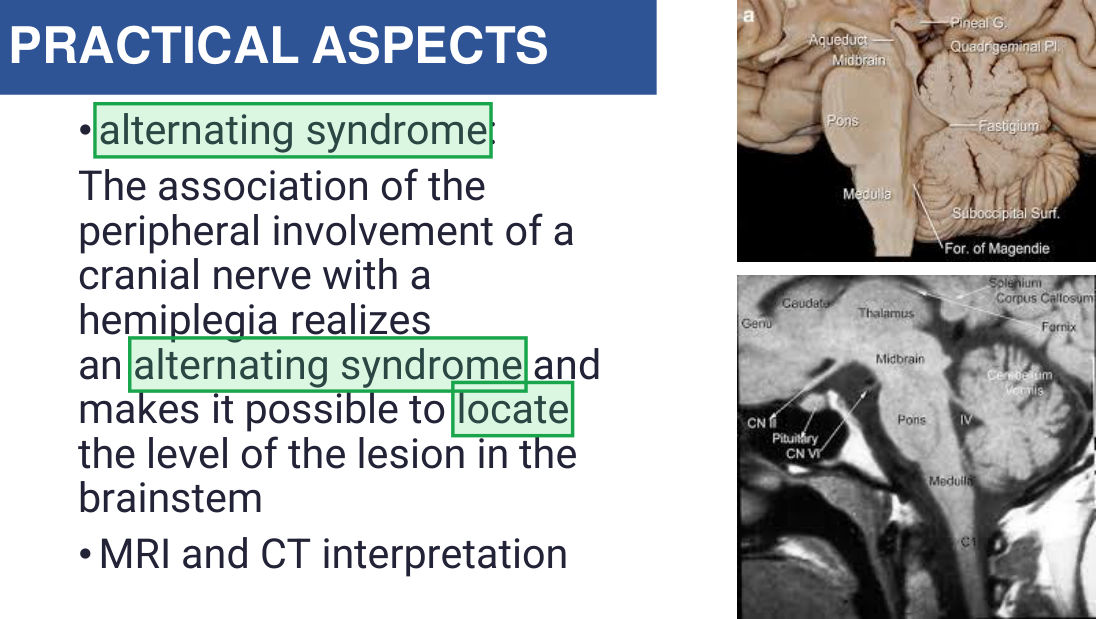 PRACTICAL ASPECTS
• alternating syndrome:
The association of the
peripheral involvement of a
cranial nerve with a
hemiplegia realizes
an alternating syndrome and
makes it possible to locate
the level of the lesion in the
brainstem
• MRI and CT interpretation
a
Pineal G.
Aqueduct
Quadrigeminal Pl.
Midbrain
Pons
Fastigium
Medulla
Suboccipital Surf.
For. of Magendie
Splenium
Corpus Callosum
Caudate
Thalamus
Genu
Fornix
Midbrain
Cerebellum
Vermis
CN II
Pons
IV
Pituitary
CN VI
Medulla
C1